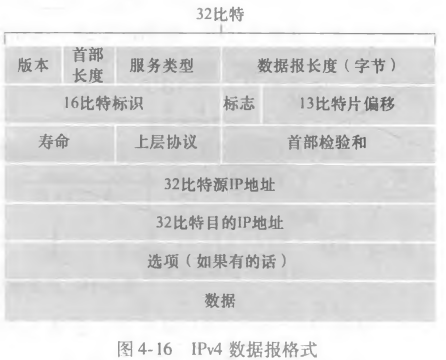 32比特
版本 首部长度 服务类型 数据报长度（字节）
16比特标识 标志 13比特片偏移
寿命 上层协议 首部检验和
32比特源IP地址
32比特目的IP地址
选项（如果有的话）
数据
图 4-16 IPv4 数据报格式